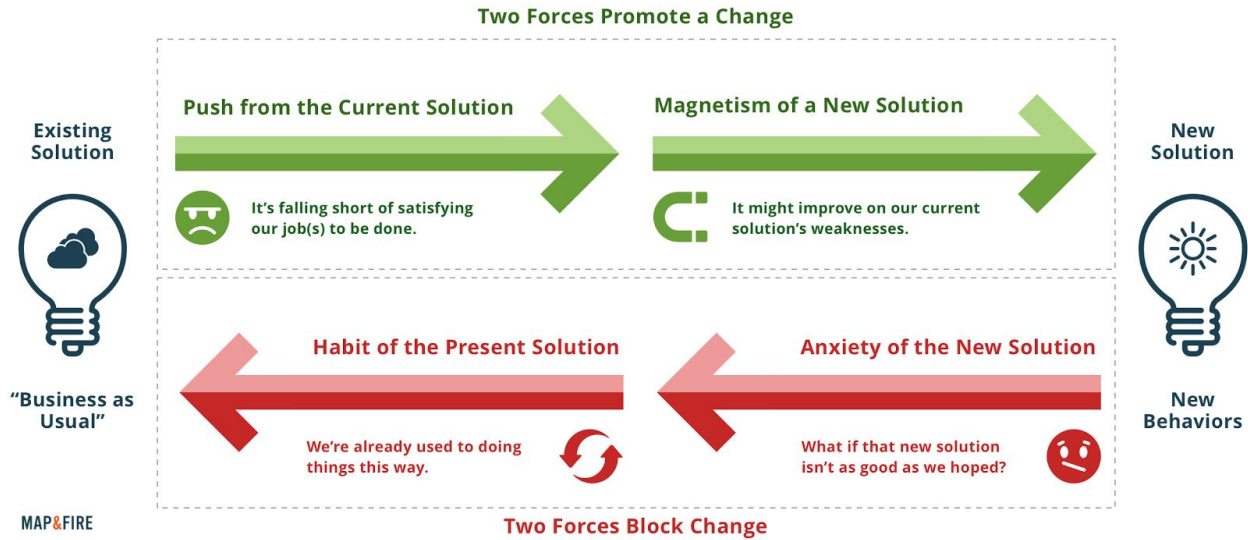 Two Forces Promote a Change
Existing
Solution
“Business as
Usual”
Push from the Current Solution
It’s falling short of satisfying
our job(s) to be done.
Magnetism of a New Solution
It might improve on our current
solution’s weaknesses.
Habit of the Present Solution
We’re already used to doing
things this way.
Anxiety of the New Solution
What if that new solution
isn’t as good as we hoped?
New
Solution
New
Behaviors
MAP&FIRE
Two Forces Block Change